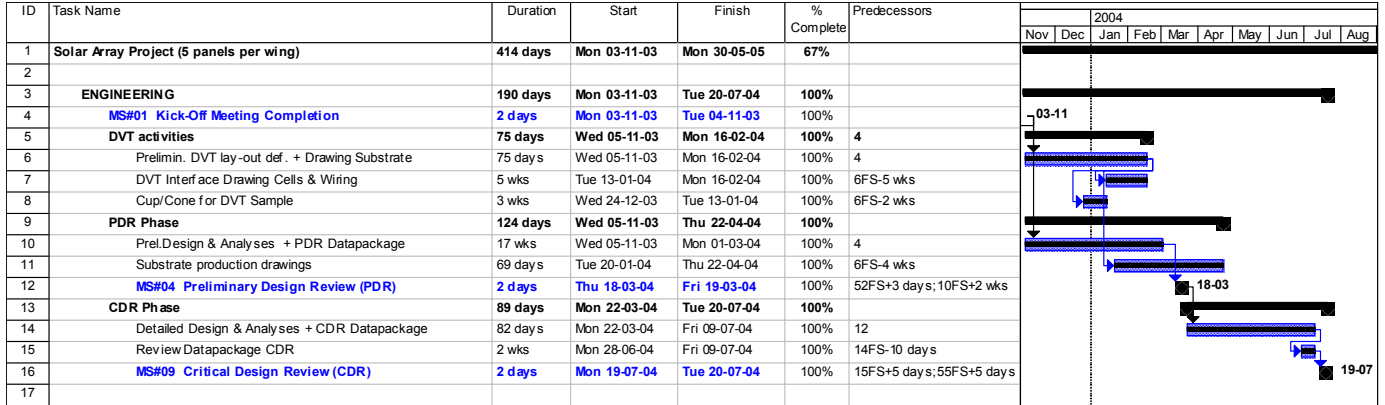 ID Task Name Duration Start Finish % Complete Predecessors
2004
Nov Dec Jan Feb Mar Apr May Jun Jul Aug
1 Solar Array Project (5 panels per wing) 414 days Mon 03-11-03 Mon 30-05-05 67%
2
3 ENGINEERING 190 days Mon 03-11-03 Tue 20-07-04 100%
4 MS#01 Kick-Off Meeting Completion 2 days Mon 03-11-03 Tue 04-11-03 100% 03-11
5 DVT activities 75 days Wed 05-11-03 Mon 16-02-04 100% 4
6 Prelimin. DVT lay-out def. + Drawing Substrate 75 days Wed 05-11-03 Mon 16-02-04 100% 4
7 DVT Interface Drawing Cells & Wiring 5 wks Tue 13-01-04 Mon 16-02-04 100% 6FS-5 wks
8 Cup/Cone for DVT Sample 3 wks Wed 24-12-03 Tue 13-01-04 100% 6FS-2 wks
9 PDR Phase 124 days Wed 05-11-03 Thu 22-04-04 100%
10 Prel.Design & Analyses + PDR Datapackage 17 wks Wed 05-11-03 Mon 01-03-04 100% 4
11 Substrate production drawings 69 days Tue 20-01-04 Thu 22-04-04 100% 6FS-4 wks
12 MS#04 Preliminary Design Review (PDR) 2 days Thu 18-03-04 Fri 19-03-04 100% 52FS+3 days;10FS+2 wks 18-03
13 CDR Phase 89 days Mon 22-03-04 Tue 20-07-04 100%
14 Detailed Design & Analyses + CDR Datapackage 82 days Mon 22-03-04 Fri 09-07-04 100% 12
15 Review Datapackage CDR 2 wks Mon 28-06-04 Fri 09-07-04 100% 14FS-10 days
16 MS#09 Critical Design Review (CDR) 2 days Mon 19-07-04 Tue 20-07-04 100% 15FS+5 days;55FS+5 days 19-07
17